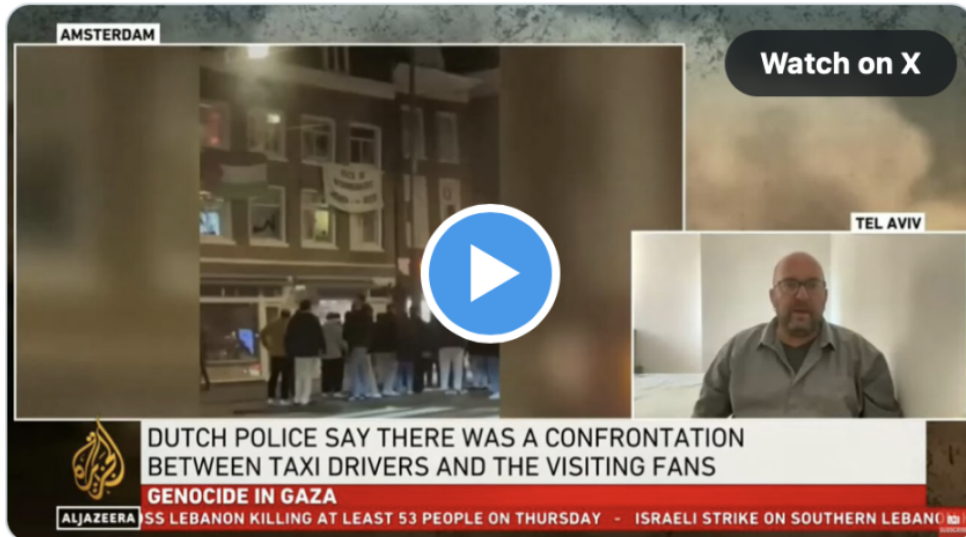 AMSTERDAM
Watch on X
TEL AVIV
DUTCH POLICE SAY THERE WAS A CONFRONTATION
BETWEEN TAXI DRIVERS AND THE VISITING FANS
GENOCIDE IN GAZA
ALJAZEERA
SS LEBANON KILLING AT LEAST 53 PEOPLE ON THURSDAY - ISRAELI STRIKE ON SOUTHERN LEBANO